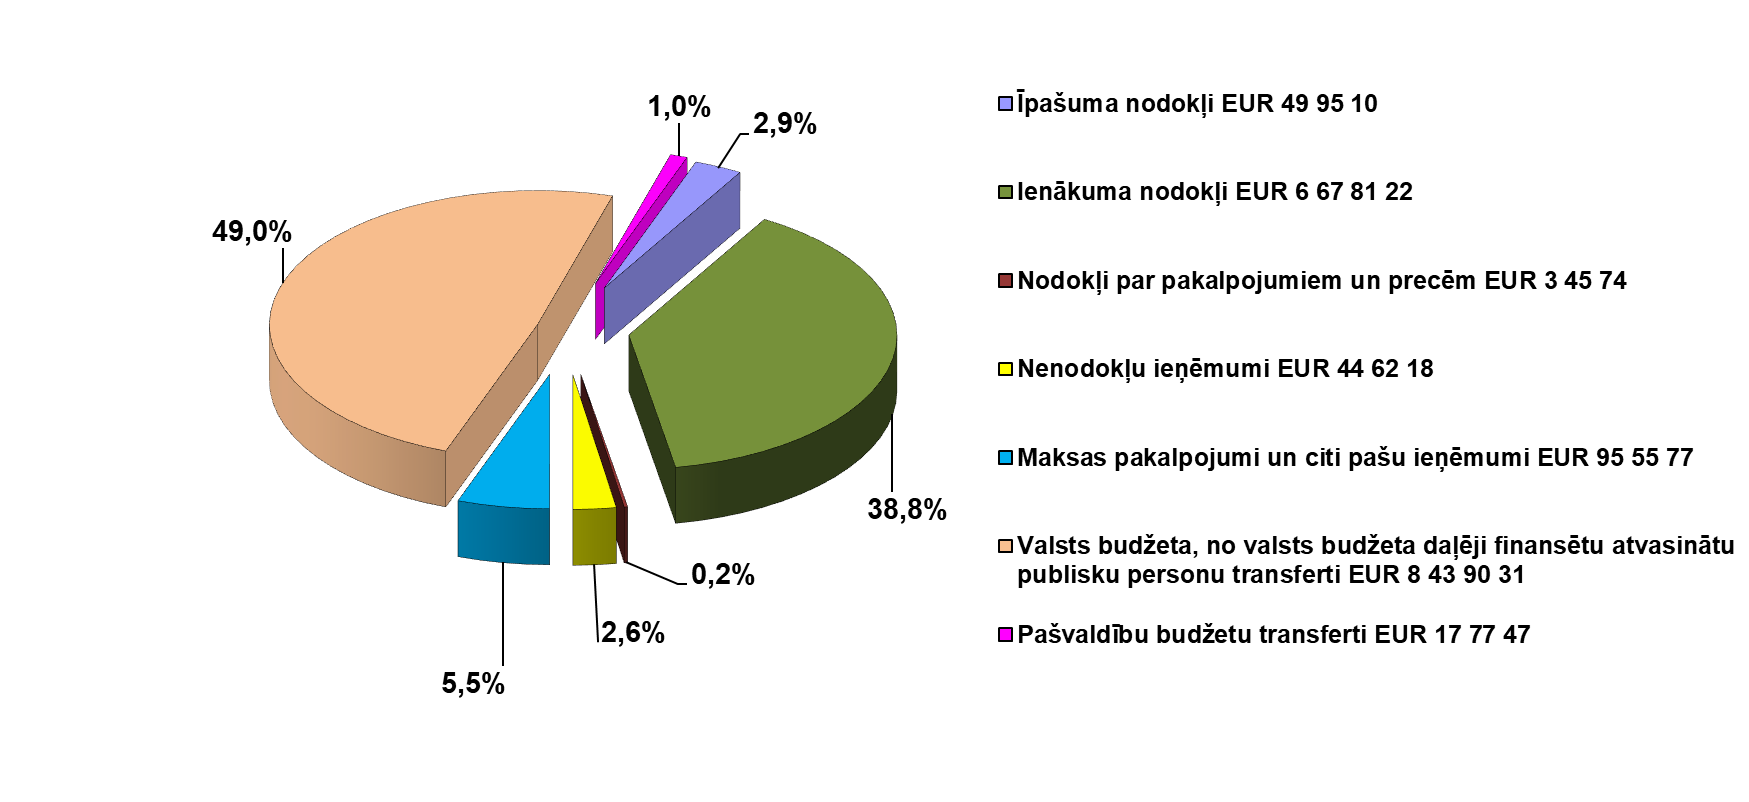 1,0%
2,9%
49,0%
38,8%
0,2%
2,6%
5,5%
Īpašuma nodokļi EUR 49 95 10
Ienākuma nodokļi EUR 6 67 81 22
Nodokļi par pakalpojumiem un precēm EUR 3 45 74
Nenodokļu ieņēmumi EUR 44 62 18
Maksas pakalpojumi un citi pašu ieņēmumi EUR 95 55 77
Valsts budžeta, no valsts budžeta daļēji finansētu atvasinātu
publisku personu transferti EUR 8 43 90 31
Pašvaldību budžetu transferti EUR 17 77 47